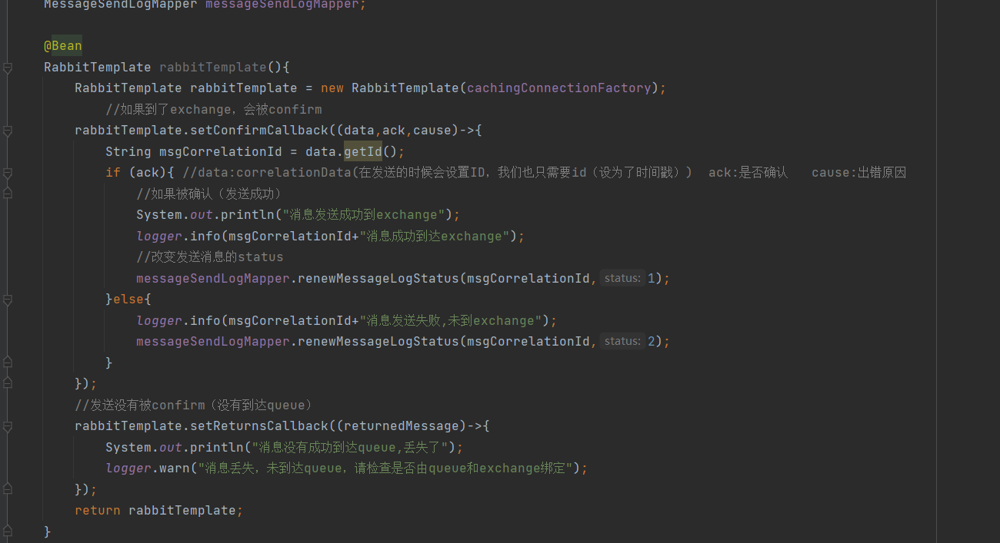 MessageSendLogMapper messageSendLogMapper;
@Bean
RabbitTemplate rabbitTemplate(){
RabbitTemplate rabbitTemplate = new RabbitTemplate(cachingConnectionFactory);
//如果到了exchange，会被confirm
rabbitTemplate.setConfirmCallback((data,ack,cause)->{
String msgCorrelationId = data.getId();
if (ack){ //data:correlationData(在发送的时候会设置ID，我们也只需要id（设为了时间戳）)  ack:是否确认   cause:出错原因
//如果被确认（发送成功）
System.out.println("消息发送成功到exchange");
logger.info(msgCorrelationId+"消息成功到达exchange");
//改变发送消息的status
messageSendLogMapper.renewMessageLogStatus(msgCorrelationId, status: 1);
}else{
logger.info(msgCorrelationId+"消息发送失败,未到exchange");
messageSendLogMapper.renewMessageLogStatus(msgCorrelationId, status: 2);
}
});
//发送没有被confirm（没有到达queue）
rabbitTemplate.setReturnsCallback((returnedMessage)->{
System.out.println("消息没有成功到达queue,丢失了");
logger.warn("消息丢失，未到达queue，请检查是否由queue和exchange绑定");
});
return rabbitTemplate;
}